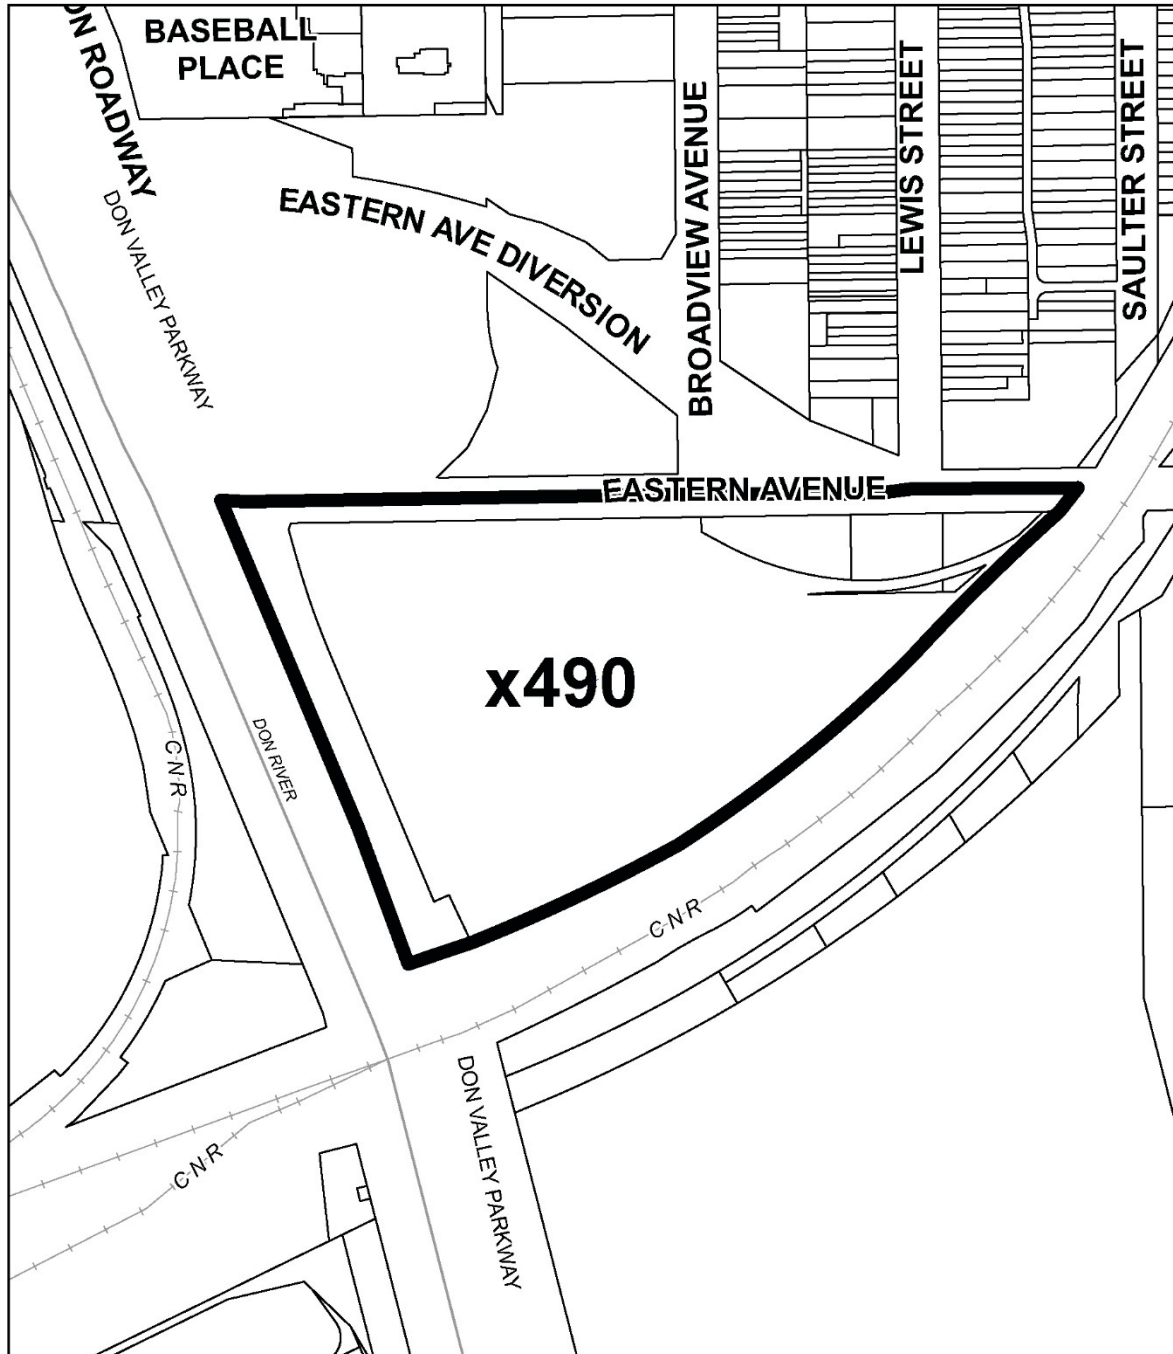 BASEBALL
PLACE
ON ROADWAY
DON VALLEY PARKWAY
EASTERN AVE DIVERSION
BROADVIEW AVENUE
LEWIS STREET
SAULTER STREET
EASTERN AVENUE
x490
DON RIVER
C-N-R
C-N-R
C-N-R
DON VALLEY PARKWAY